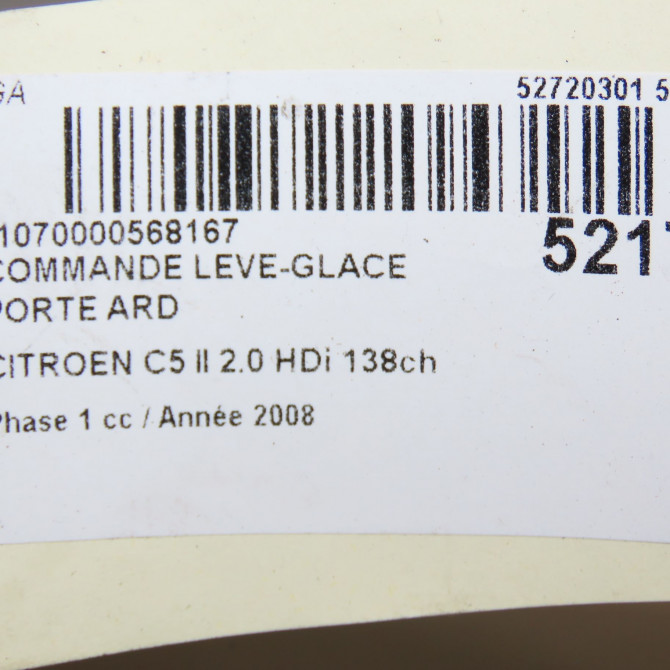 GA 52720301 5
1070000568167 5217
COMMANDE LEVE-GLACE
PORTE ARD
CITROEN C5 II 2.0 HDi 138ch
Phase 1 cc / Année 2008